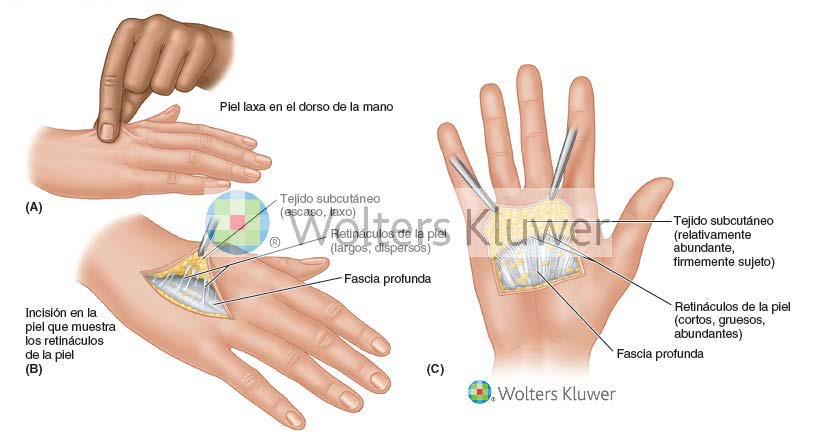 Piel laxa en el dorso de la mano
(A)
Tejido subcutáneo
(escaso, laxo)
Retináculos de la piel
(largos, dispersos)
Fascia profunda
Incisión en la
piel que muestra
los retináculos
de la piel
(B)
® Wolters Kluwer
Tejido subcutáneo
(relativamente
abundante,
firmemente sujeto)
Retináculos de la piel
(cortos, gruesos,
abundantes)
Fascia profunda
(C)
® Wolters Kluwer